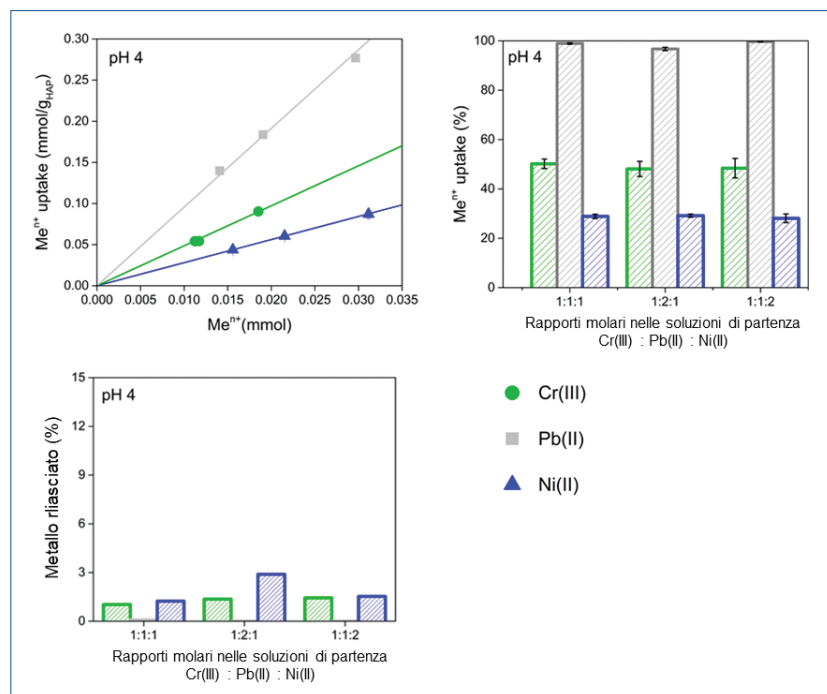 pH 4
0.30
0.25
0.20
0.15
0.10
0.05
0.00
Meⁿ⁺ uptake (mmol/gHAP)
0.000 0.005 0.010 0.015 0.020 0.025 0.030 0.035
Meⁿ⁺(mmol)
pH 4
100
80
60
40
20
0
Meⁿ⁺ uptake (%)
1:1:1 1:2:1 1:1:2
Rapporti molari nelle soluzioni di partenza
Cr(III) : Pb(II) : Ni(II)
pH 4
15
12
9
6
3
0
Metallo rliasciato (%)
1:1:1 1:2:1 1:1:2
Rapporti molari nelle soluzioni di partenza
Cr(III) : Pb(II) : Ni(II)
Cr(III)
Pb(II)
Ni(II)